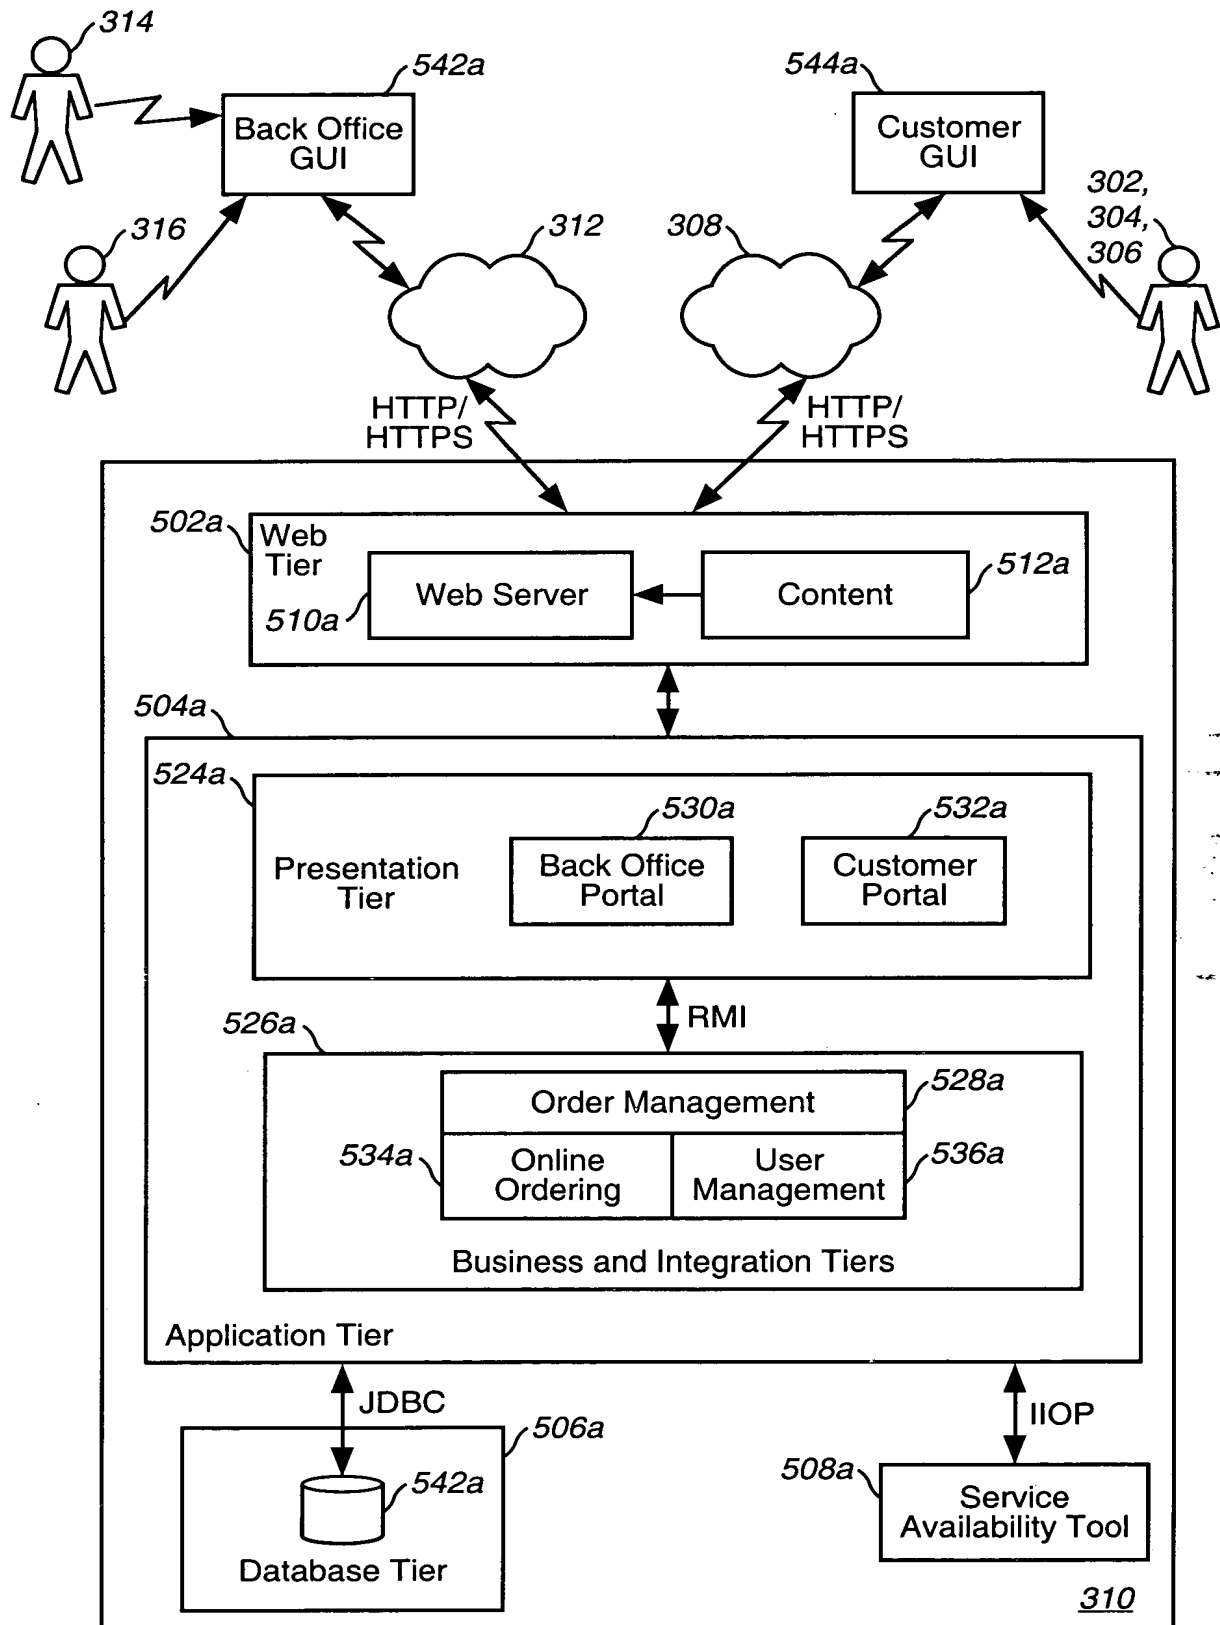 314
542a
544a
Back Office
GUI
Customer
GUI
302,
304,
306
316
312
308
HTTP/
HTTPS
HTTP/
HTTPS
502a
Web
Tier
Web Server
Content
512a
510a
504a
524a
530a
532a
Presentation
Tier
Back Office
Portal
Customer
Portal
RMI
526a
Order Management
528a
534a
Online
Ordering
User
Management
536a
Business and Integration Tiers
Application Tier
JDBC
IIOP
506a
542a
Database Tier
508a
Service
Availability Tool
310